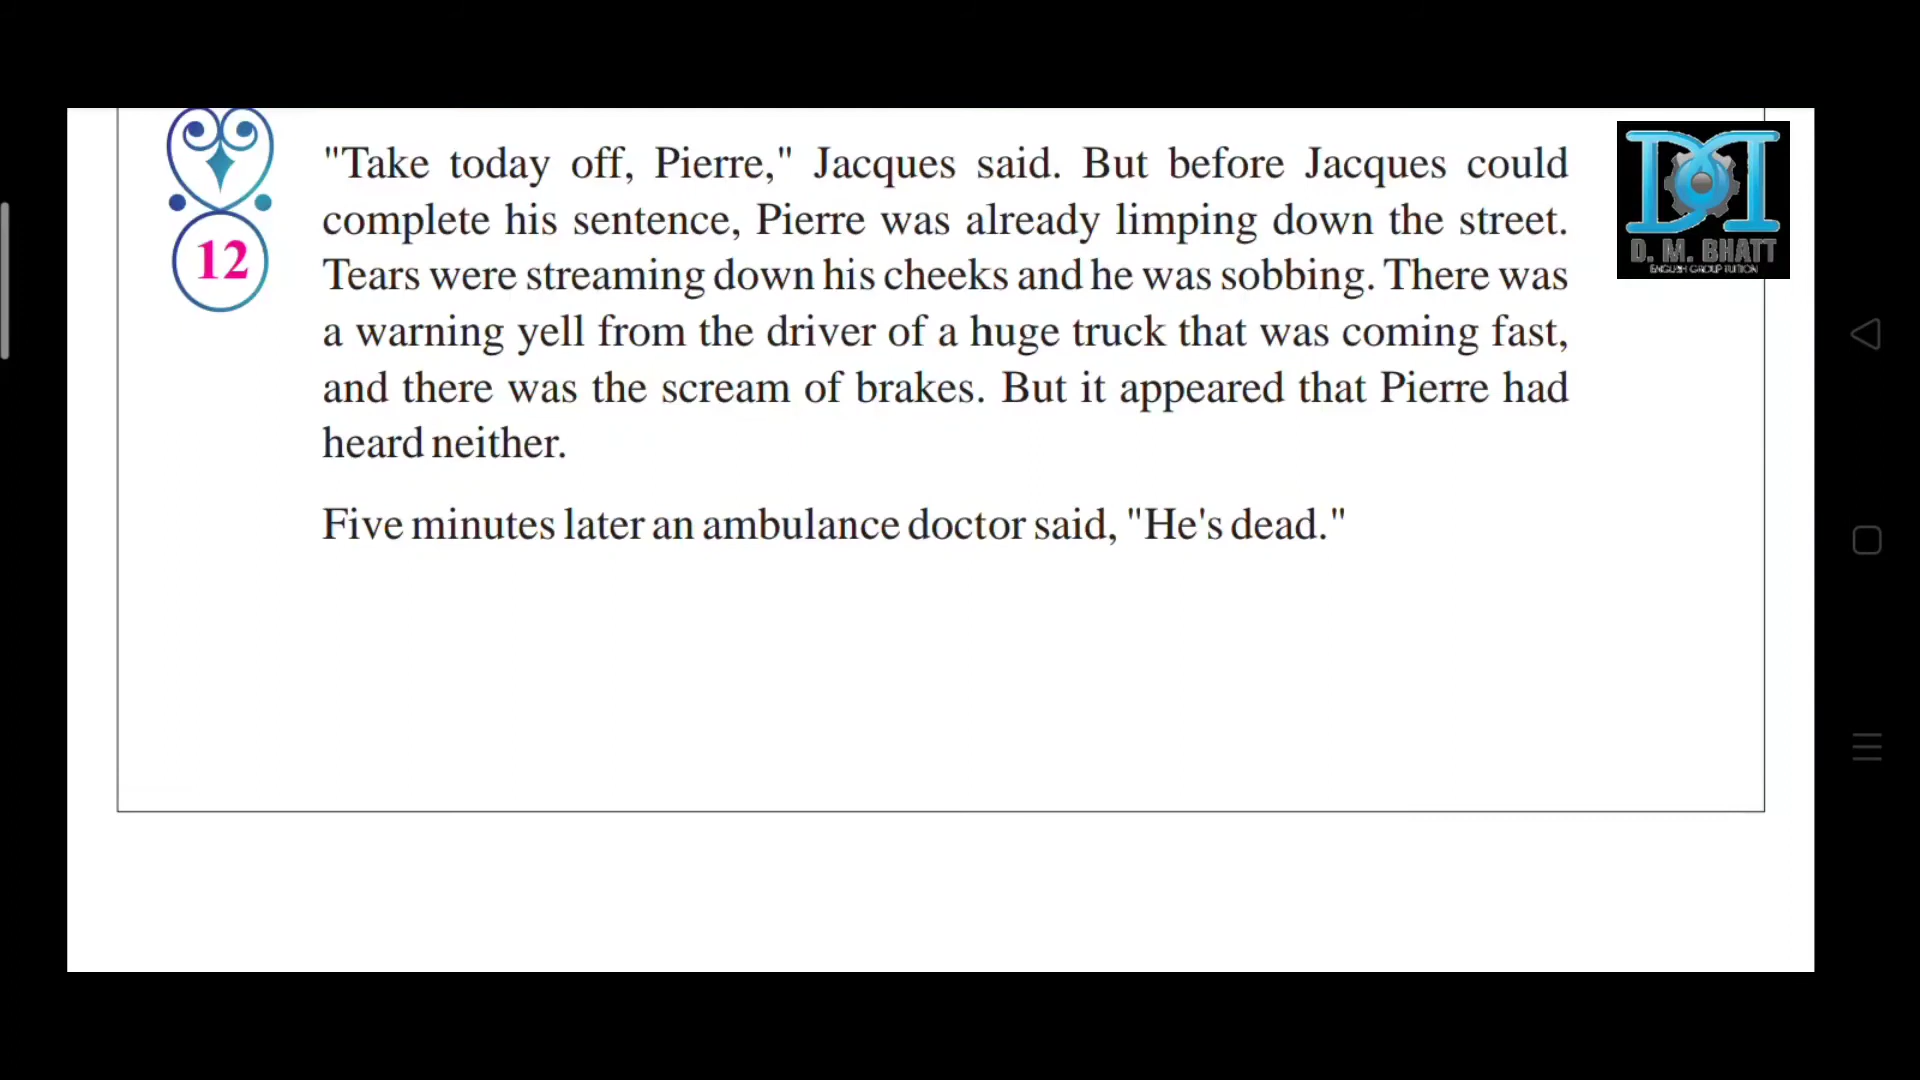 "Take today off, Pierre," Jacques said. But before Jacques could
complete his sentence, Pierre was already limping down the street.
Tears were streaming down his cheeks and he was sobbing. There was
a warning yell from the driver of a huge truck that was coming fast,
and there was the scream of brakes. But it appeared that Pierre had
heard neither.
Five minutes later an ambulance doctor said, "He's dead."
12
D. M. BHATT
ENGLISH GROUP TUITION